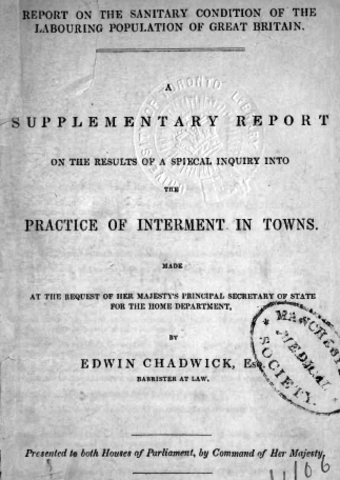 REPORT ON THE SANITARY CONDITION OF THE
LABOURING POPULATION OF GREAT BRITAIN.
A
SUPPLEMENTARY REPORT
ON THE RESULTS OF A SPIECAL INQUIRY INTO
THE
PRACTICE OF INTERMENT IN TOWNS.
MADE
AT THE REQUEST OF HER MAJESTY'S PRINCIPAL SECRETARY OF STATE
FOR THE HOME DEPARTMENT,
BY
EDWIN CHADWICK, Esq.
BARRISTER AT LAW.
MANCHESTER
MEDICAL
SOCIETY.
Presented to both Houses of Parliament, by Command of Her Majesty,